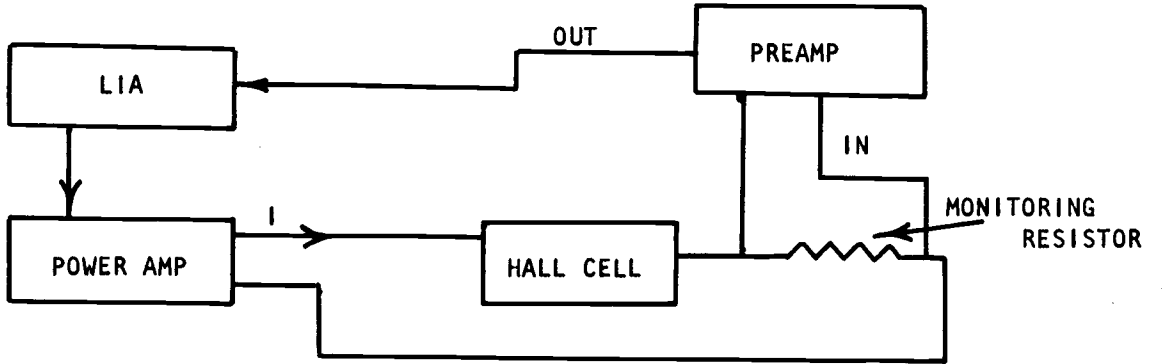 OUT
PREAMP
LIA
IN
I
MONITORING
RESISTOR
POWER AMP
HALL CELL